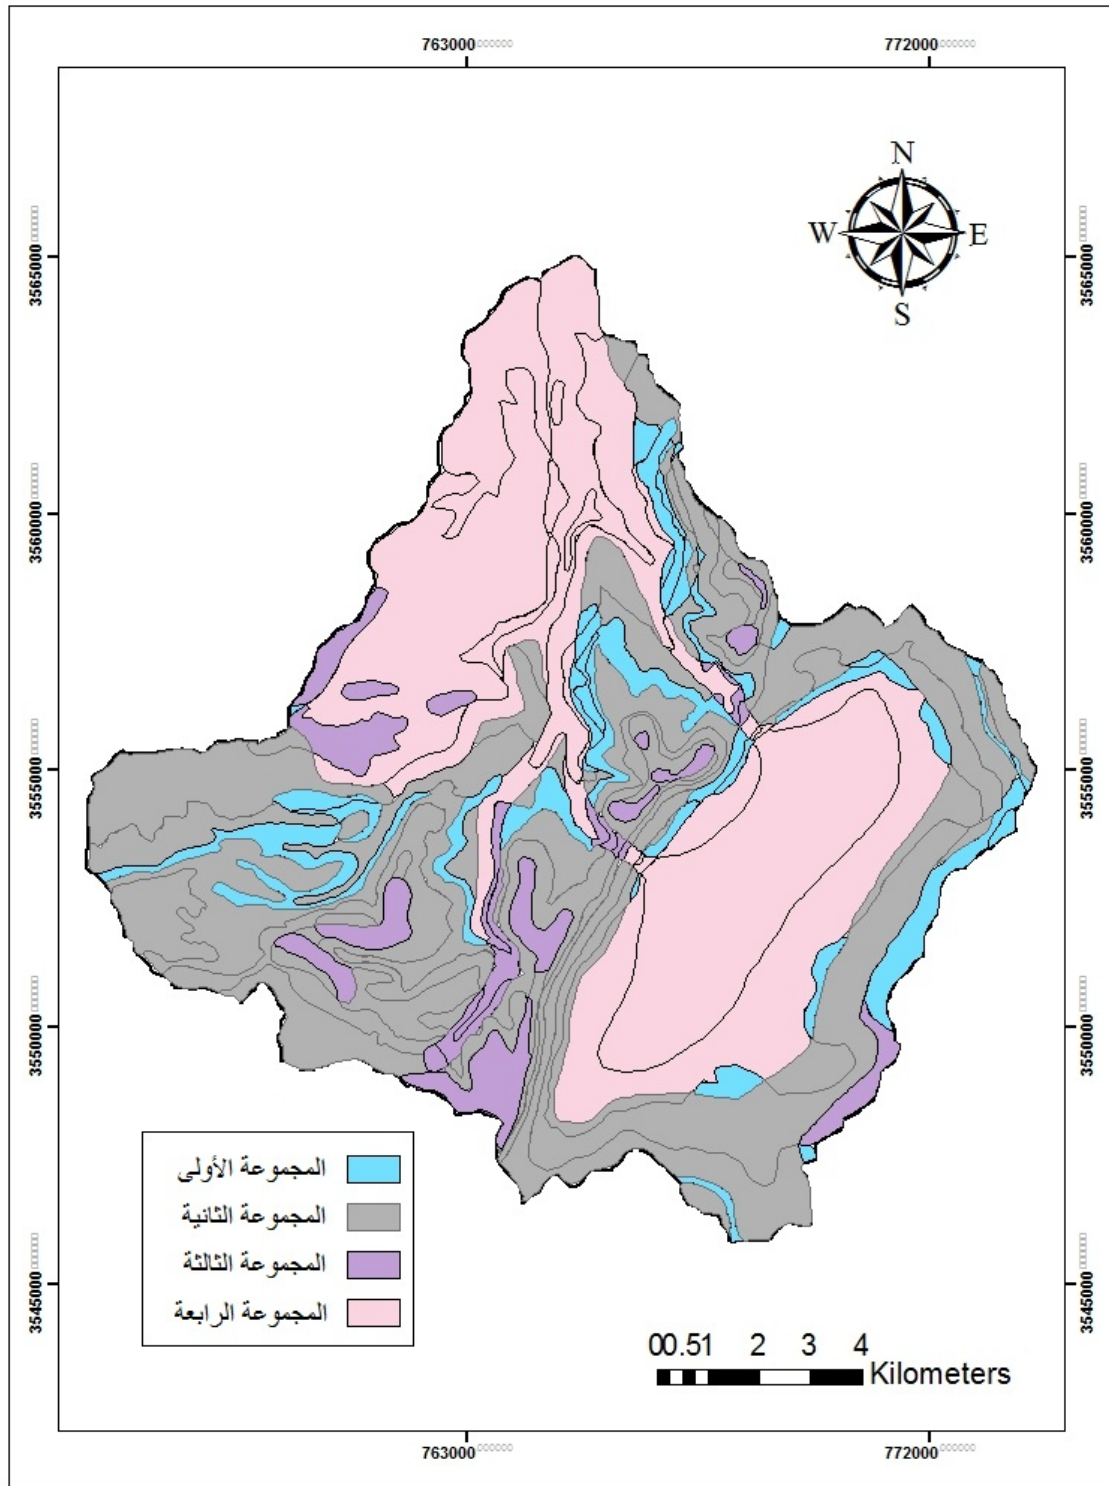 763000 772000
N
W E
S
3565000 3565000
3560000 3560000
3555000 3555000
3550000 3550000
المجموعة الأولى
المجموعة الثانية
المجموعة الثالثة
المجموعة الرابعة
3545000 3545000
00.51 2 3 4
Kilometers
763000 772000